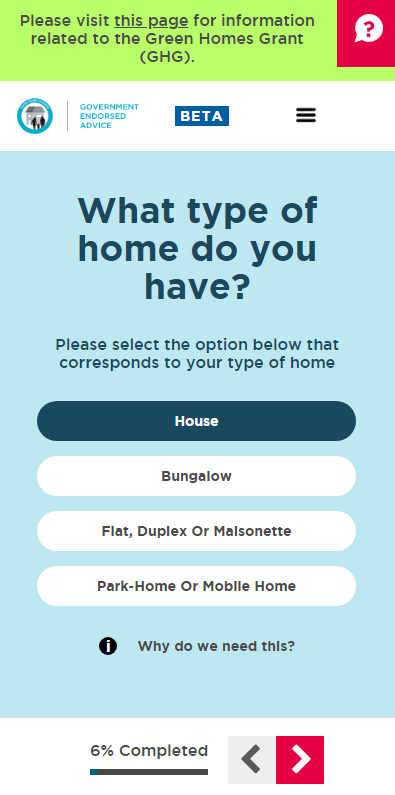 Please visit this page for information
related to the Green Homes Grant
(GHG).
?
GOVERNMENT
ENDORSED
ADVICE
BETA
What type of
home do you
have?
Please select the option below that
corresponds to your type of home
House
Bungalow
Flat, Duplex Or Maisonette
Park-Home Or Mobile Home
i
Why do we need this?
6% Completed